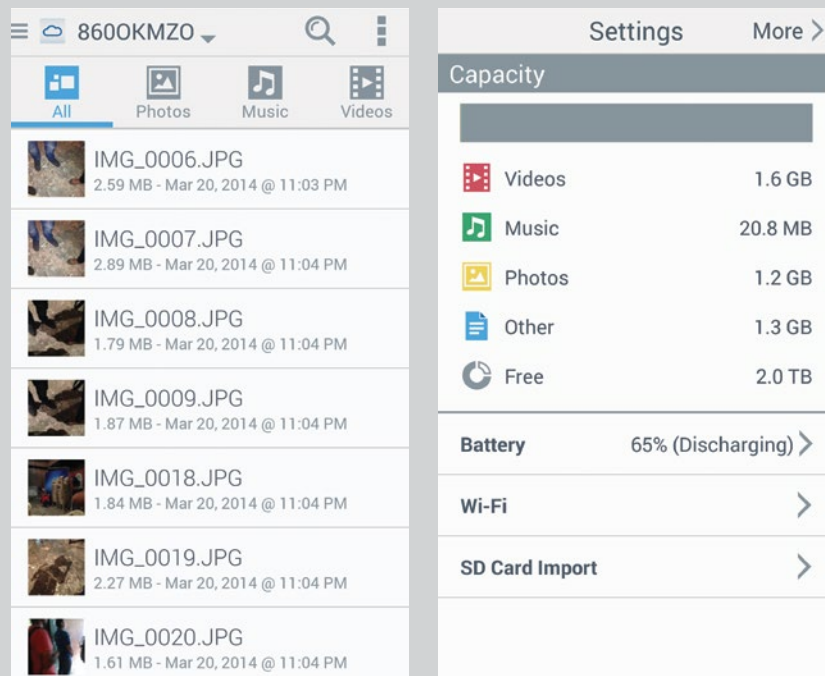 860OKMZO
All Photos Music Videos
IMG_0006.JPG
2.59 MB - Mar 20, 2014 @ 11:03 PM
IMG_0007.JPG
2.89 MB - Mar 20, 2014 @ 11:04 PM
IMG_0008.JPG
1.79 MB - Mar 20, 2014 @ 11:04 PM
IMG_0009.JPG
1.87 MB - Mar 20, 2014 @ 11:04 PM
IMG_0018.JPG
1.84 MB - Mar 20, 2014 @ 11:04 PM
IMG_0019.JPG
2.27 MB - Mar 20, 2014 @ 11:04 PM
IMG_0020.JPG
1.61 MB - Mar 20, 2014 @ 11:04 PM
Settings More
Capacity
Videos 1.6 GB
Music 20.8 MB
Photos 1.2 GB
Other 1.3 GB
Free 2.0 TB
Battery 65% (Discharging)
Wi-Fi
SD Card Import